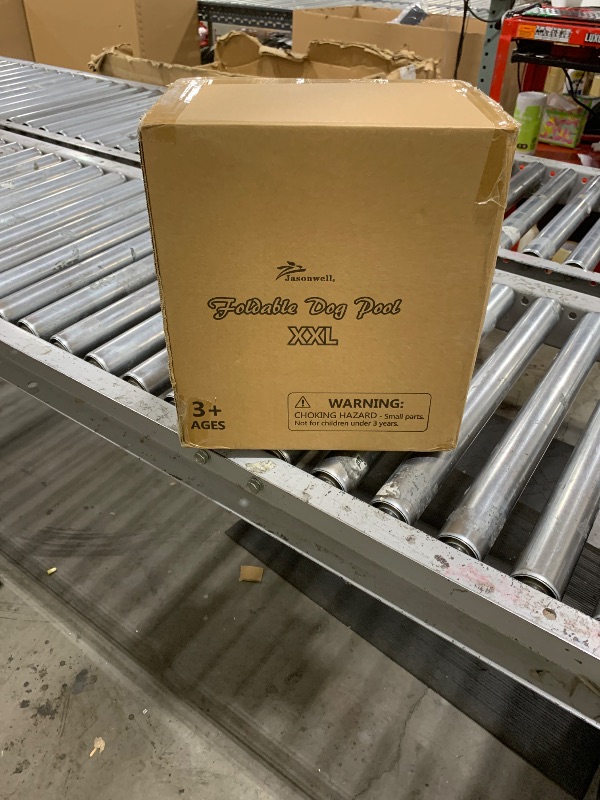 Jasonwell
Foldable Dog Pool
XXL
3+
AGES
⚠ WARNING:
CHOKING HAZARD - Small parts.
Not for children under 3 years.